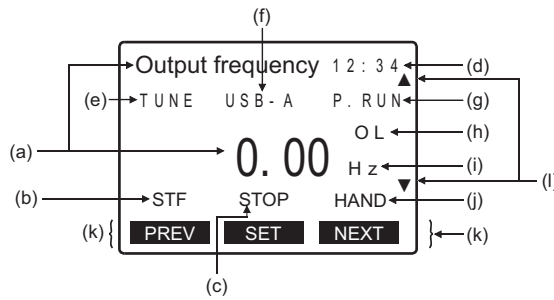 (f)
Output frequency 12:34 (d)
(e) TUNE USB-A P.RUN (g)
OL (h)
(a) 0.00 Hz (i) (l)
(b) STF STOP HAND (j)
(k) PREV SET NEXT (k)
(c)